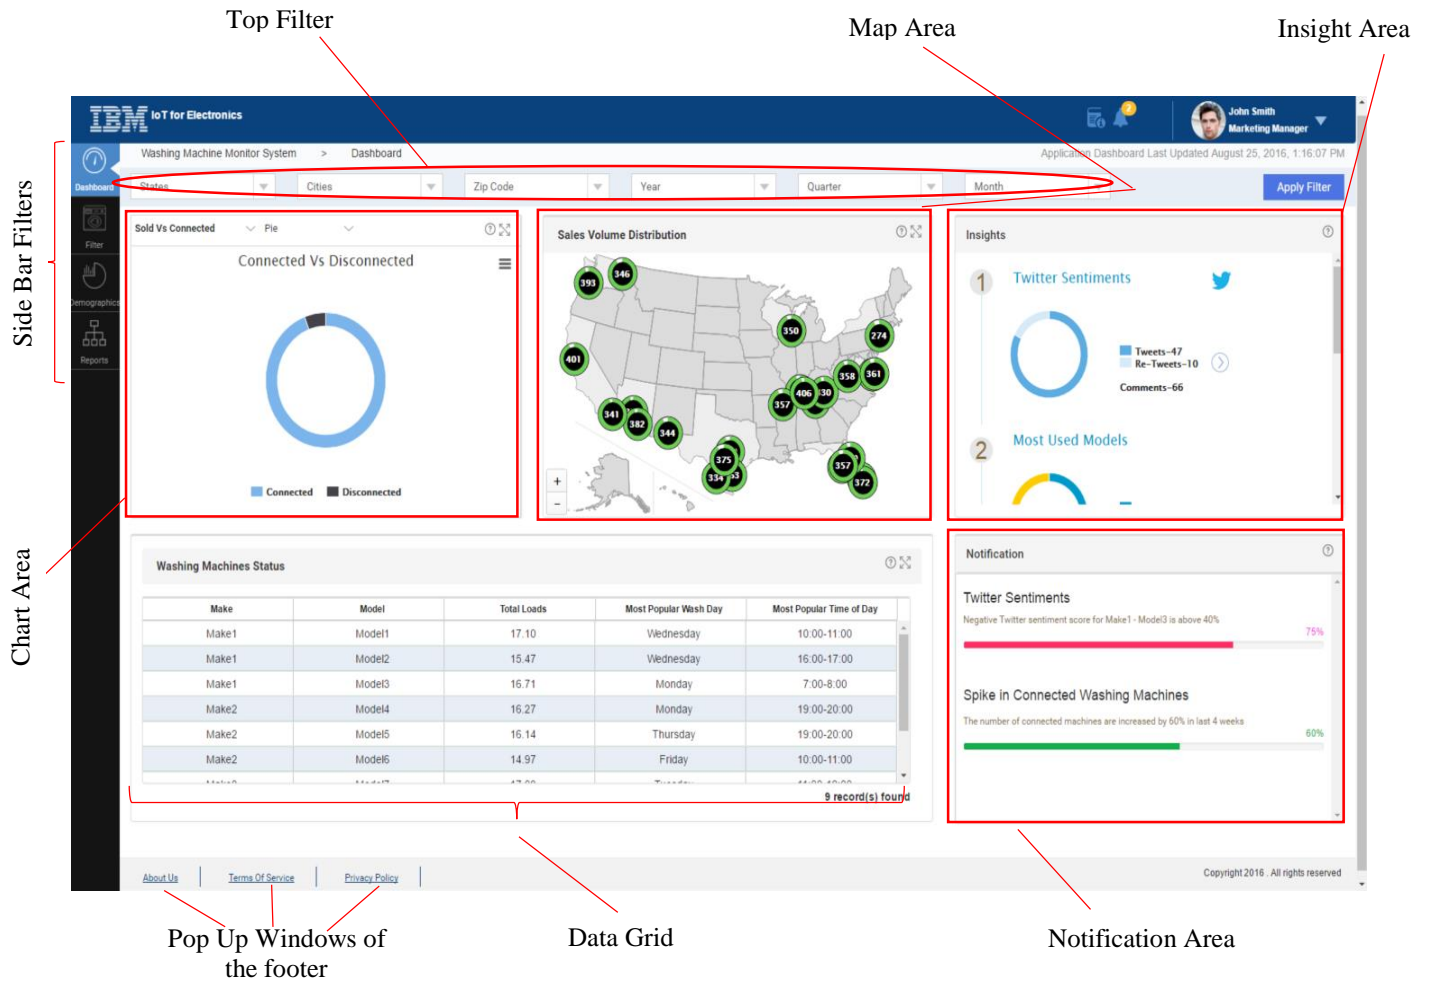 Top Filter
Map Area
Insight Area
IBM IoT for Electronics
2
John Smith
Marketing Manager
Washing Machine Monitor System > Dashboard
Application Dashboard Last Updated August 25, 2016, 1:16:07 PM
Dashboard
States
Cities
Zip Code
Year
Quarter
Month
Apply Filter
Side Bar Filters
Filter
Demographics
Reports
Sold Vs Connected Pie
Connected Vs Disconnected
Connected Disconnected
Sales Volume Distribution
393
346
350
274
401
358
361
406
330
357
341
382
344
375
334
357
372
+
−
Insights
1
Twitter Sentiments
Tweets-47
Re-Tweets-10
Comments-66
2
Most Used Models
Chart Area
Washing Machines Status
Make Model Total Loads Most Popular Wash Day Most Popular Time of Day
Make1 Model1 17.10 Wednesday 10:00-11:00
Make1 Model2 15.47 Wednesday 16:00-17:00
Make1 Model3 16.71 Monday 7:00-8:00
Make2 Model4 16.27 Monday 19:00-20:00
Make2 Model5 16.14 Thursday 19:00-20:00
Make2 Model6 14.97 Friday 10:00-11:00
9 record(s) found
Notification
Twitter Sentiments
Negative Twitter sentiment score for Make1 - Model3 is above 40%
75%
Spike in Connected Washing Machines
The number of connected machines are increased by 60% in last 4 weeks
60%
About Us
Terms Of Service
Privacy Policy
Copyright 2016 . All rights reserved
Pop Up Windows of
the footer
Data Grid
Notification Area